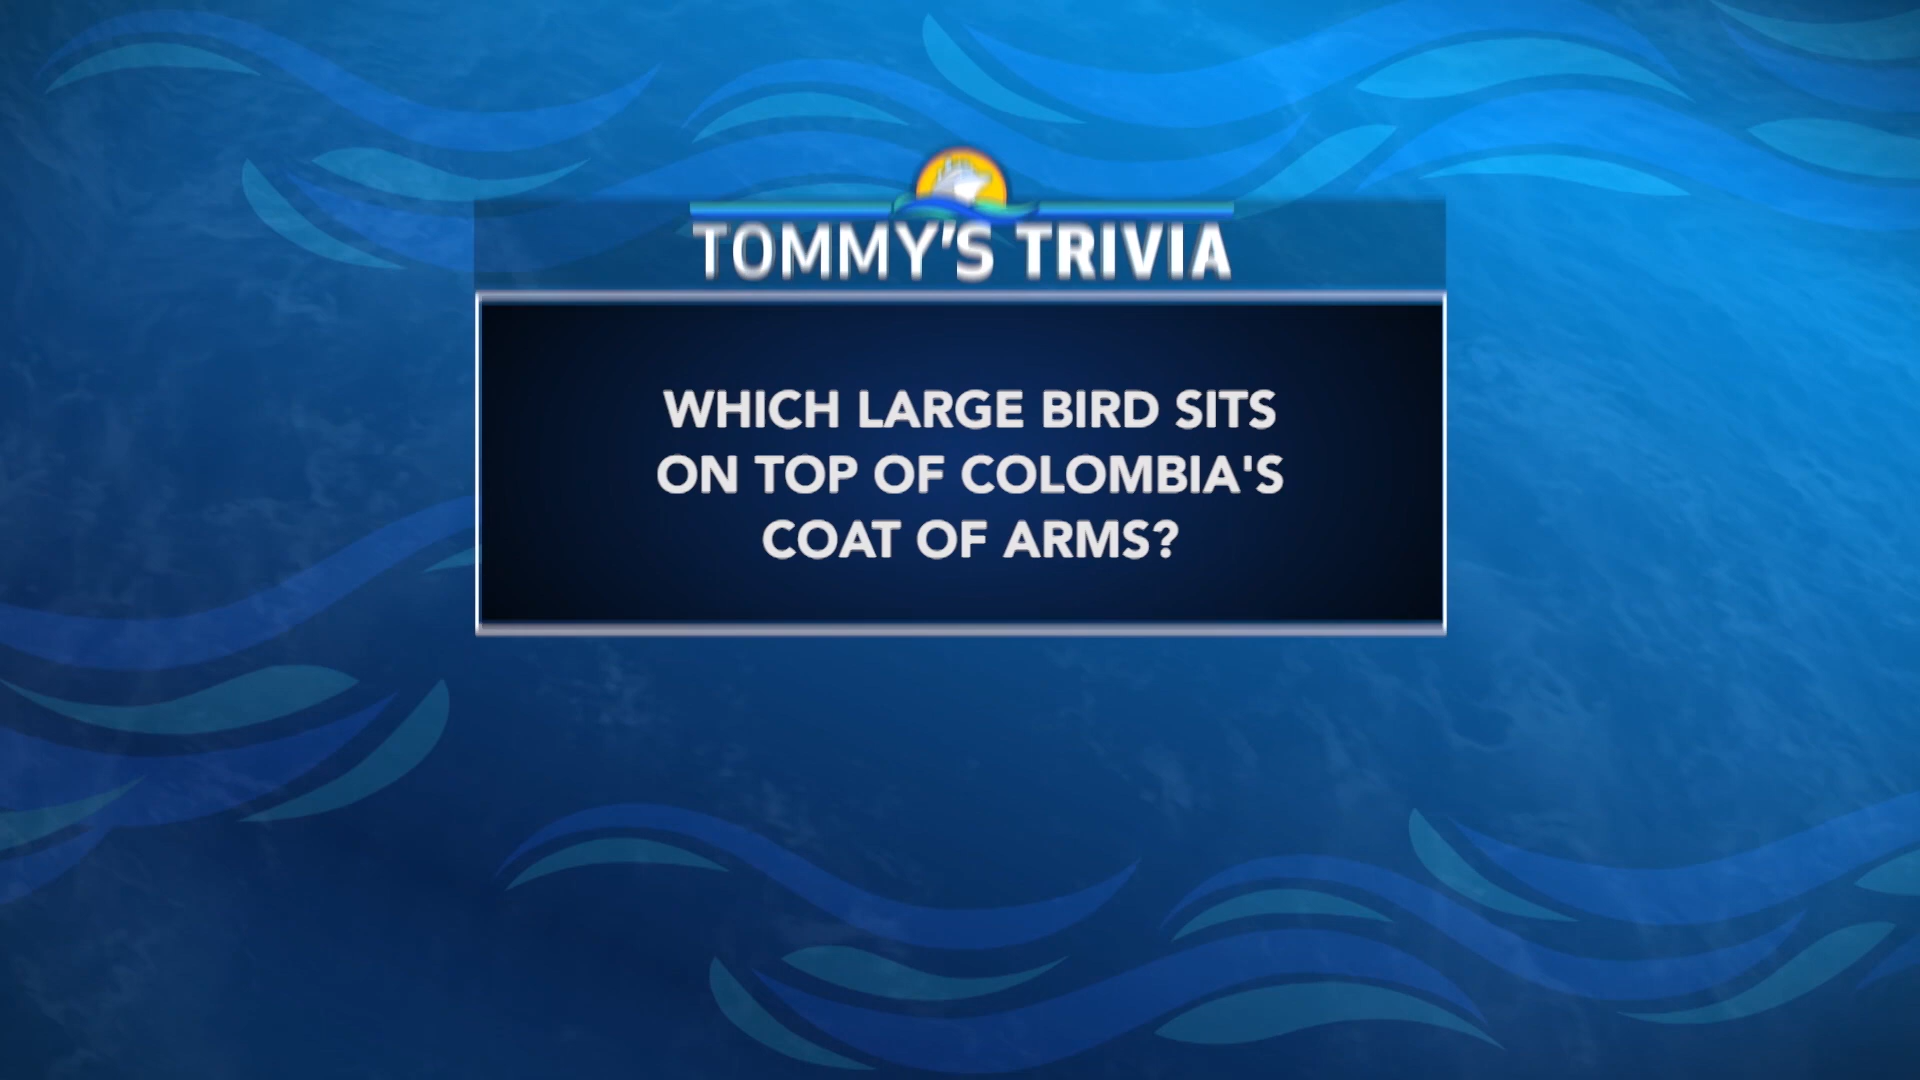 TOMMY'S TRIVIA
WHICH LARGE BIRD SITS
ON TOP OF COLOMBIA'S
COAT OF ARMS?